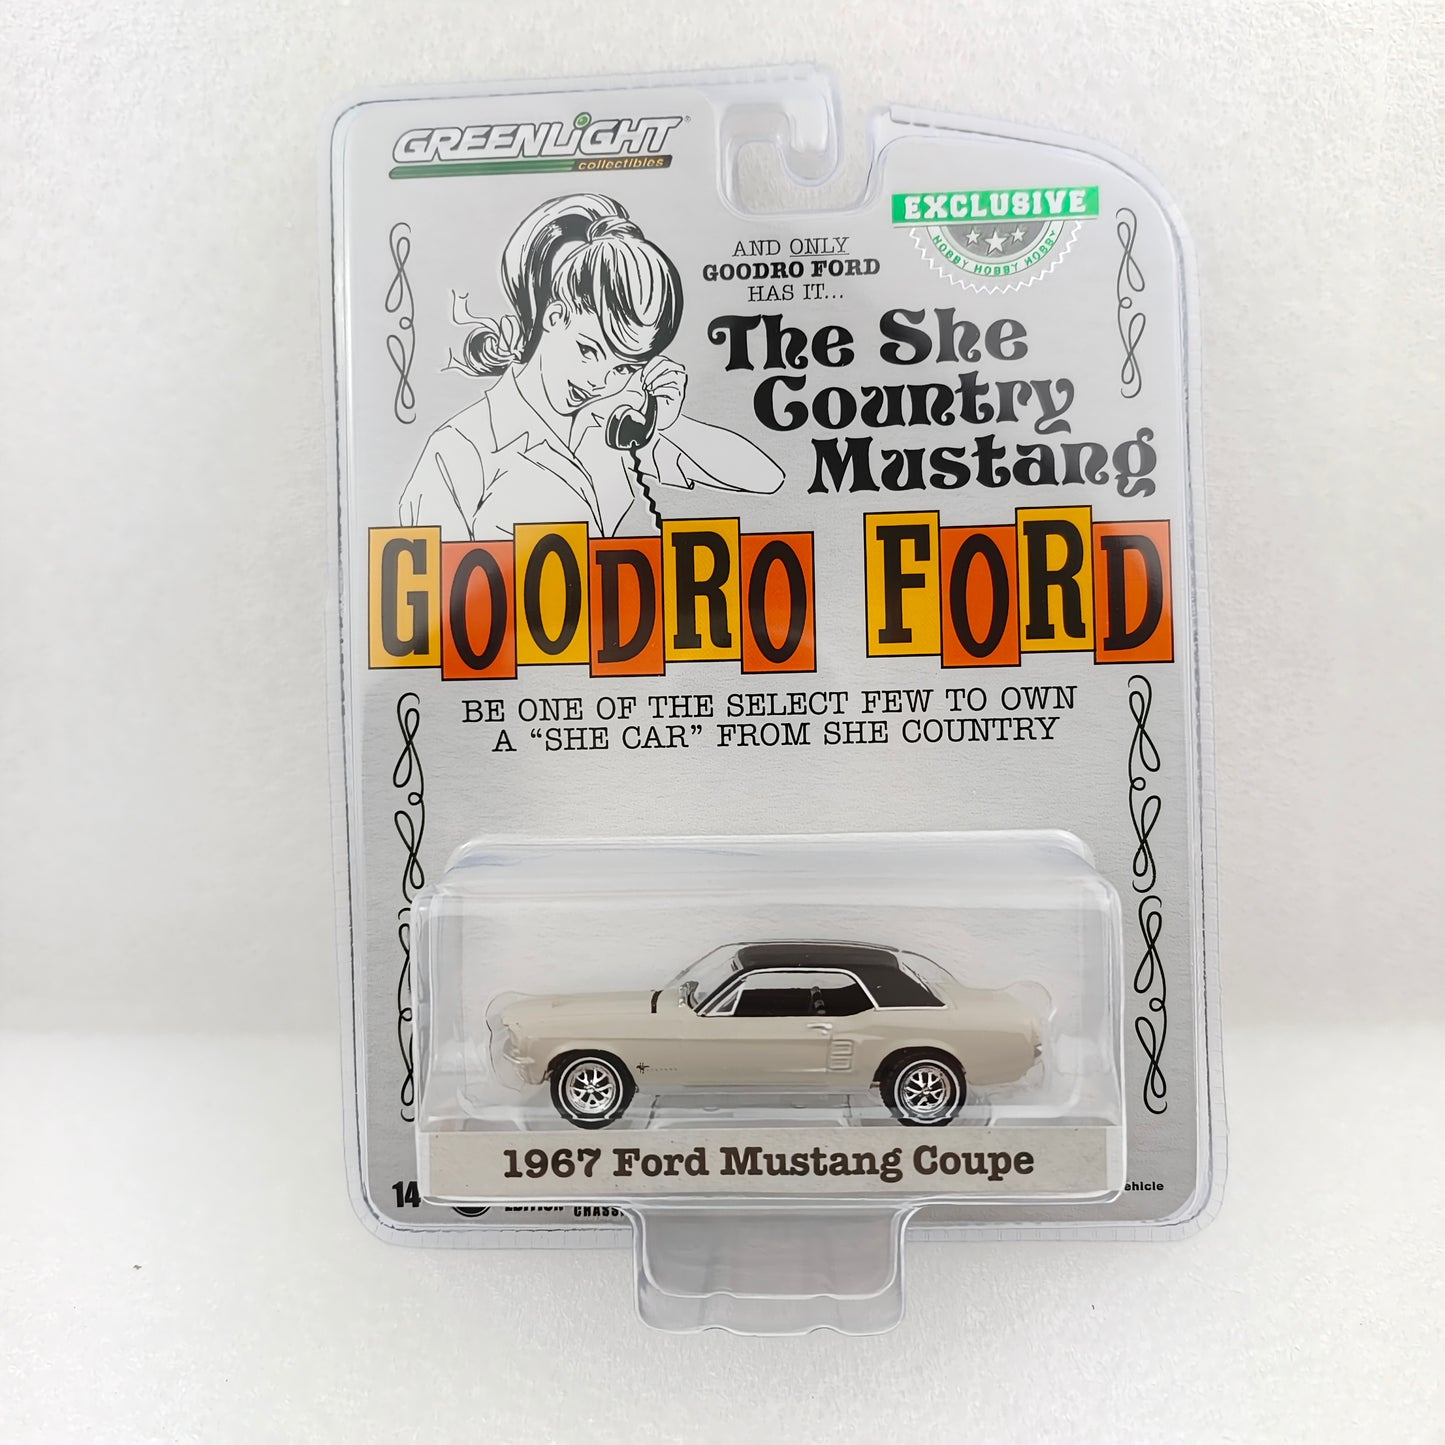 GREENLIGHT®
collectibles
EXCLUSIVE
HOBBY HOBBY HOBBY
AND ONLY
GOODRO FORD
HAS IT...
The She
Country
Mustang
GOODRO FORD
BE ONE OF THE SELECT FEW TO OWN
A “SHE CAR” FROM SHE COUNTRY
1967 Ford Mustang Coupe
14